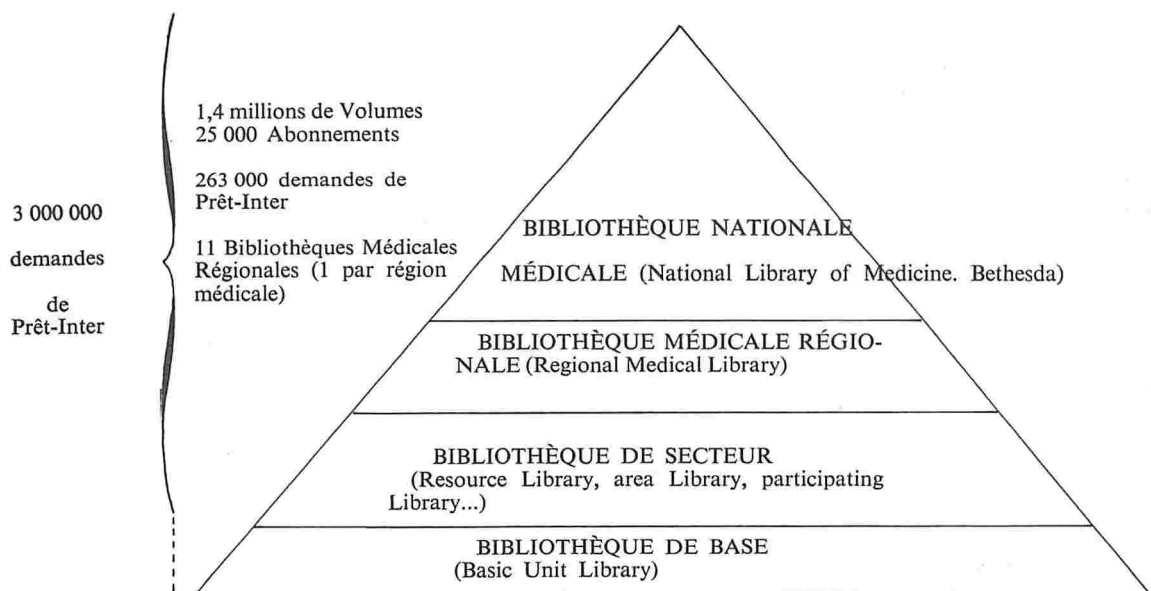 3 000 000
demandes
de
Prêt-Inter
1,4 millions de Volumes
25 000 Abonnements
263 000 demandes de
Prêt-Inter
11 Bibliothèques Médicales
Régionales (1 par région
médicale)
BIBLIOTHÈQUE NATIONALE
MÉDICALE (National Library of Medicine. Bethesda)
BIBLIOTHÈQUE MÉDICALE RÉGIO-
NALE (Regional Medical Library)
BIBLIOTHÈQUE DE SECTEUR
(Resource Library, area Library, participating
Library...)
BIBLIOTHÈQUE DE BASE
(Basic Unit Library)